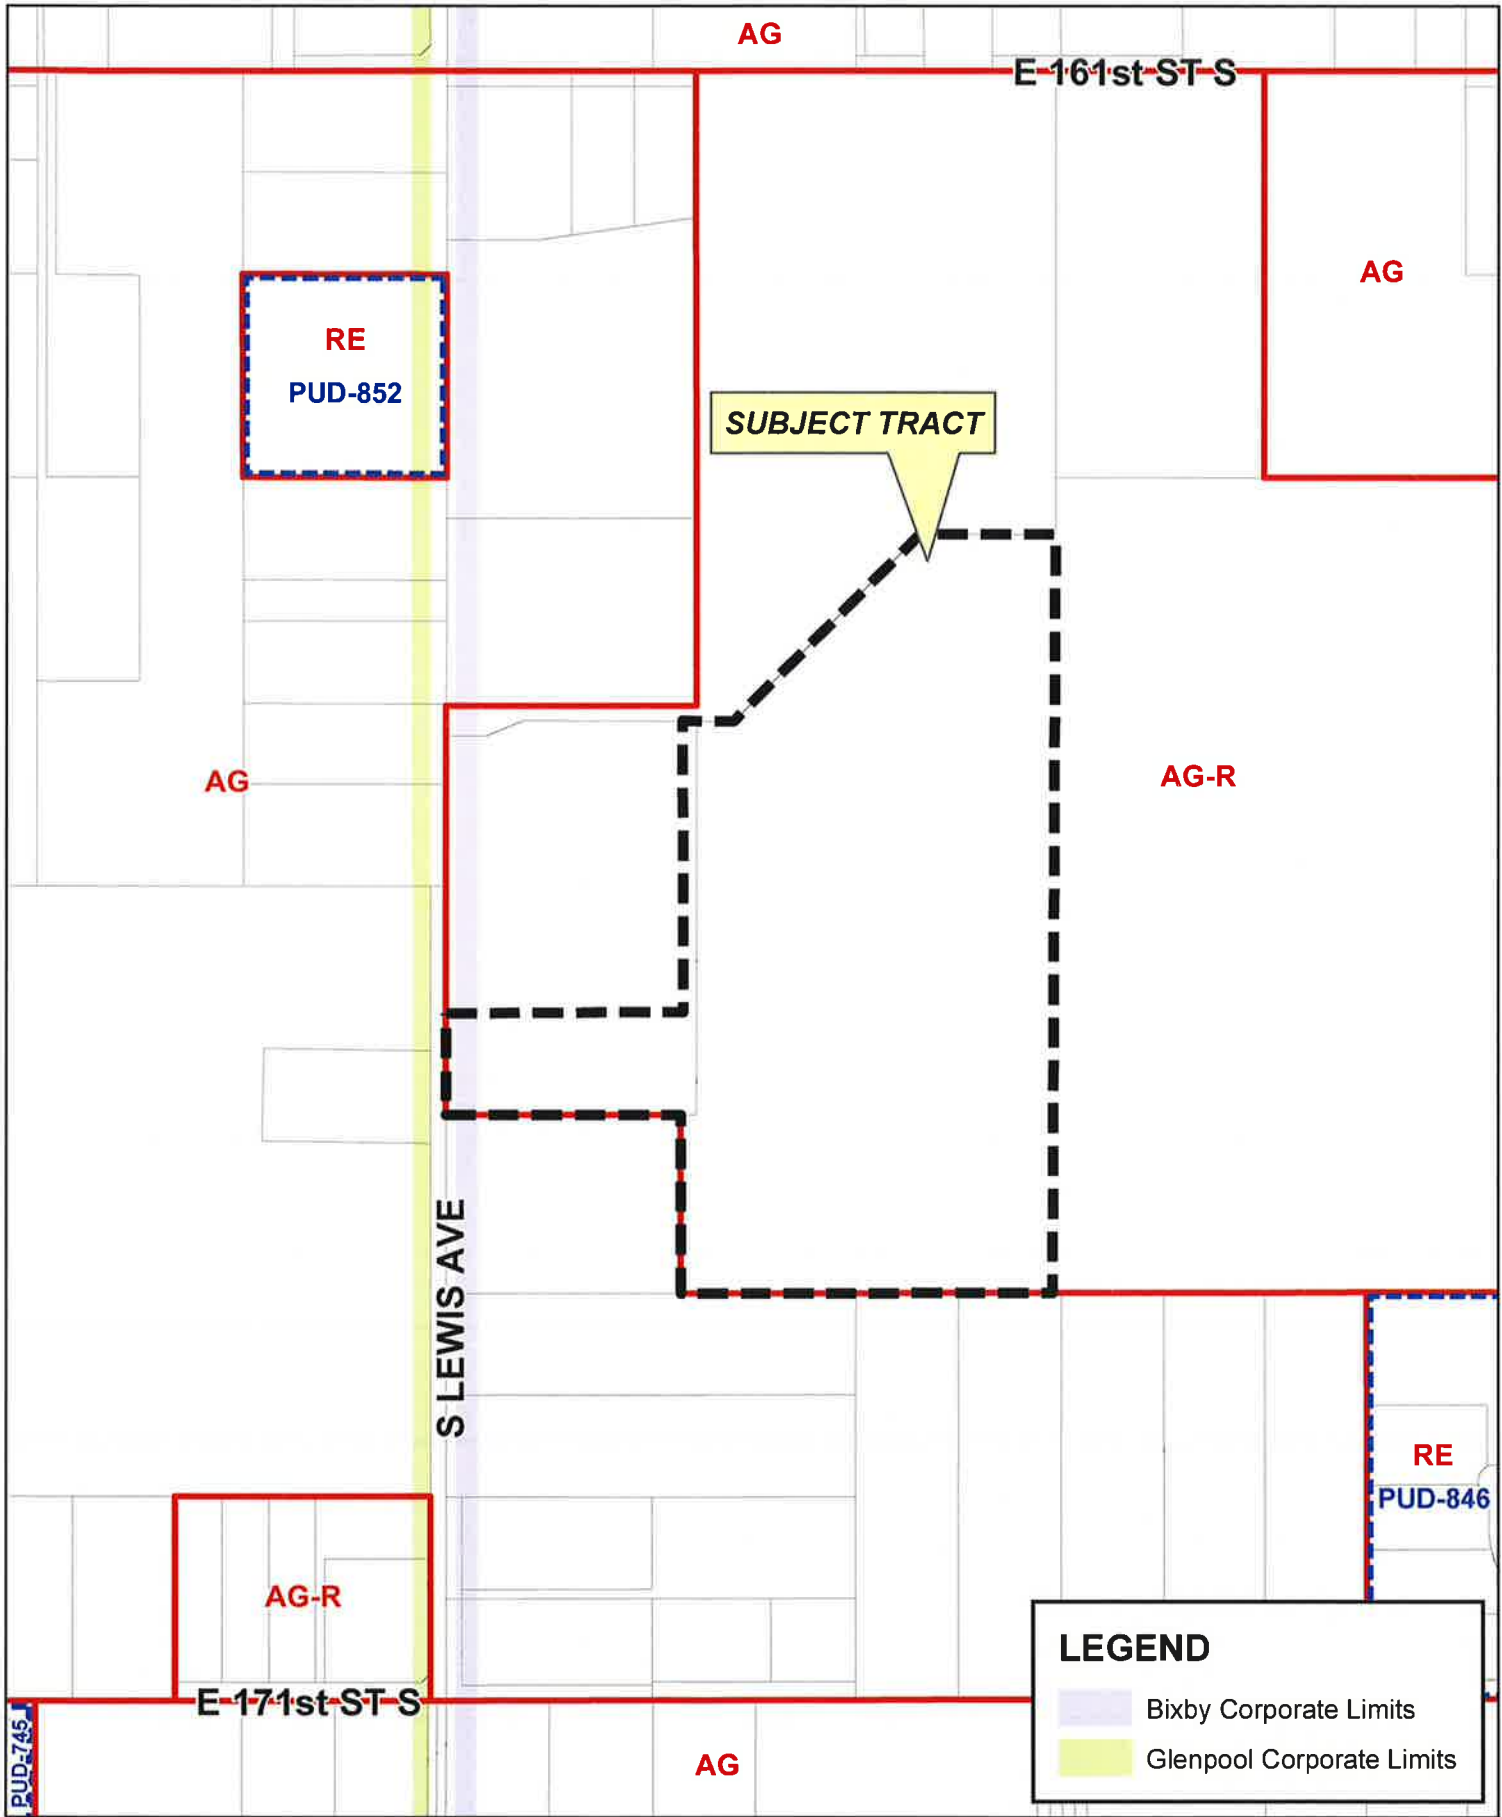 AG
E 161st ST S
AG
RE
PUD-852
SUBJECT TRACT
AG
AG-R
S LEWIS AVE
RE
PUD-846
AG-R
E 171st ST S
PUD-745
AG
LEGEND
Bixby Corporate Limits
Glenpool Corporate Limits